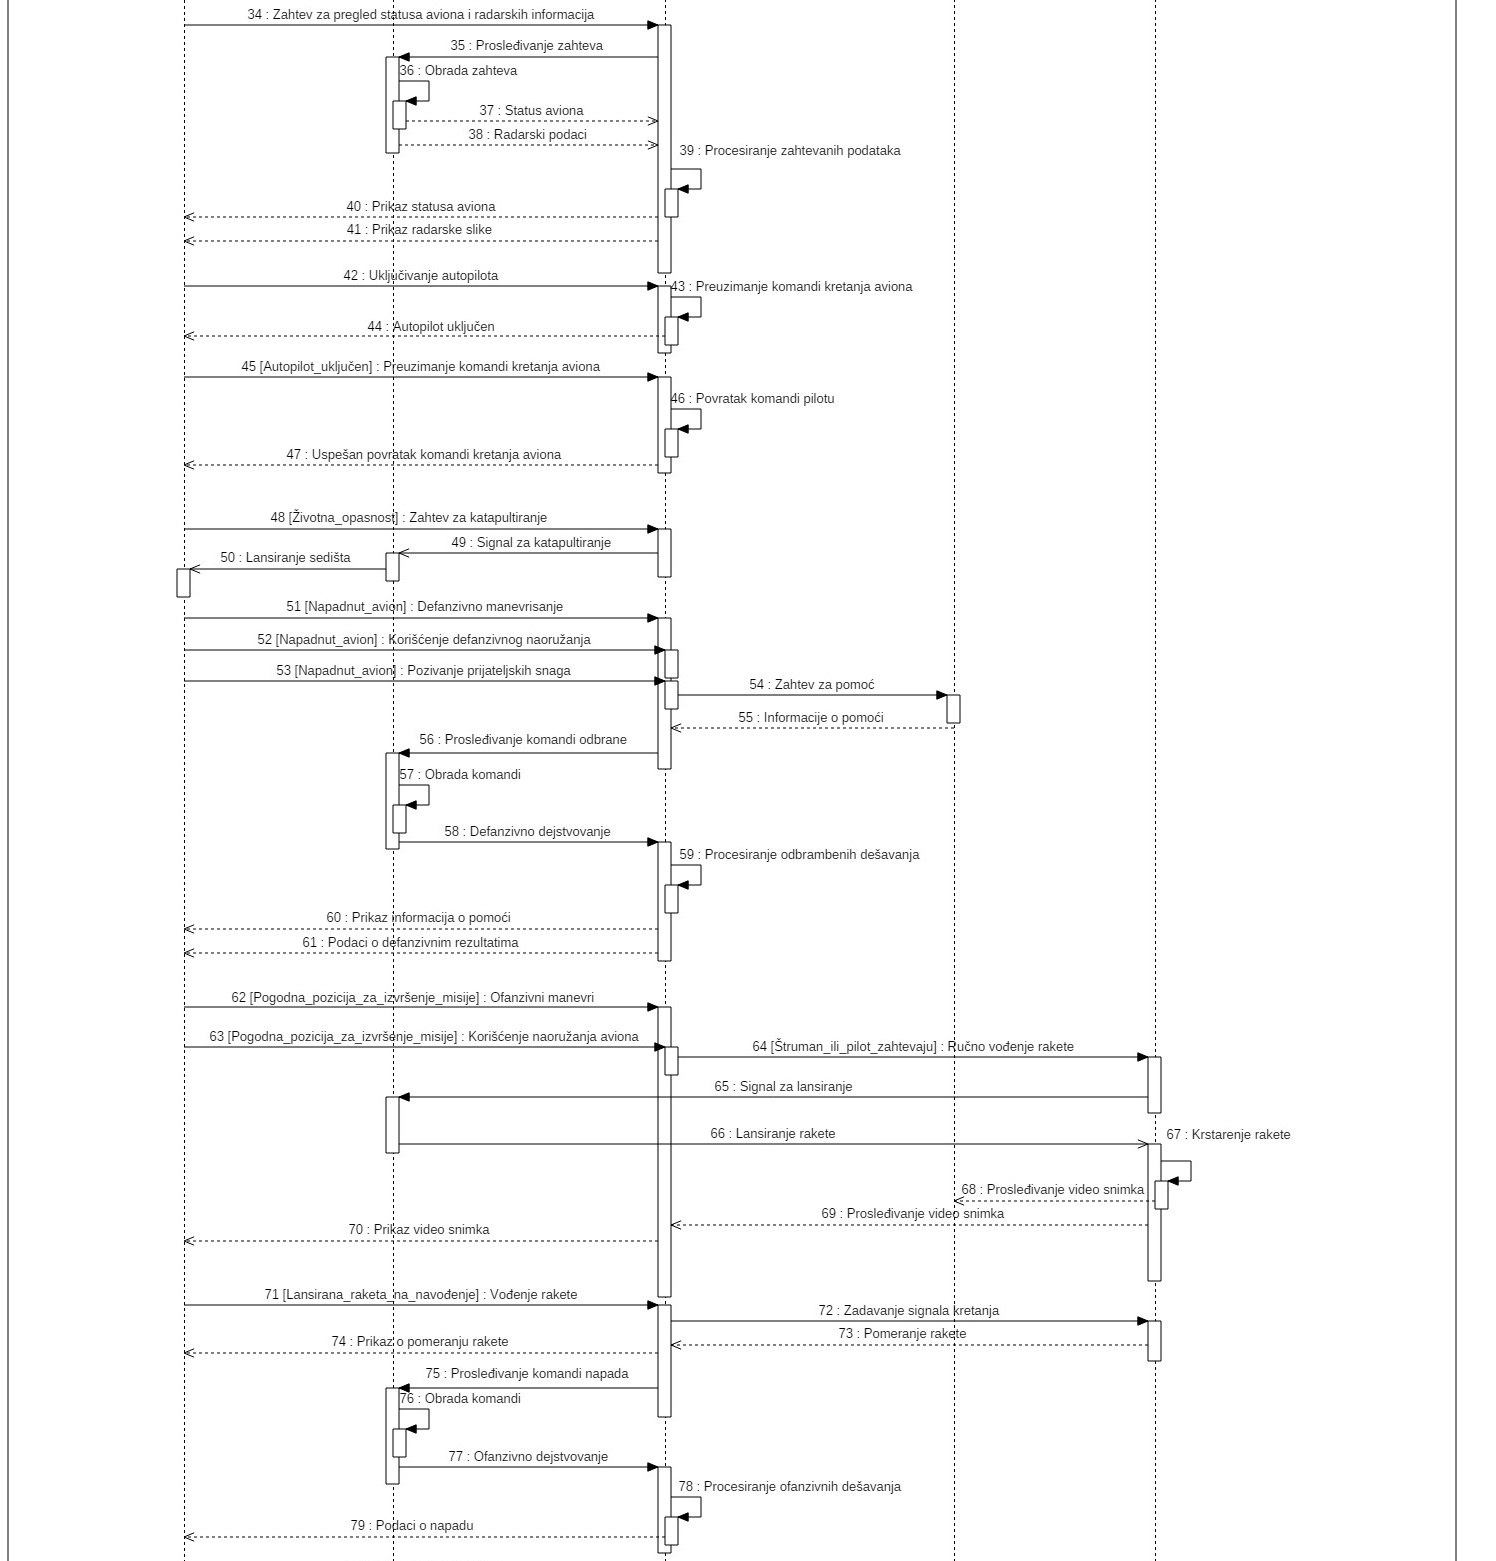 34 : Zahtev za pregled statusa aviona i radarskih informacija
35 : Prosleđivanje zahteva
36 : Obrada zahteva
37 : Status aviona
38 : Radarski podaci
39 : Procesiranje zahtevanih podataka
40 : Prikaz statusa aviona
41 : Prikaz radarske slike
42 : Uključivanje autopilota
43 : Preuzimanje komandi kretanja aviona
44 : Autopilot uključen
45 [Autopilot_uključen] : Preuzimanje komandi kretanja aviona
46 : Povratak komandi pilotu
47 : Uspešan povratak komandi kretanja aviona
48 [Životna_opasnost] : Zahtev za katapultiranje
49 : Signal za katapultiranje
50 : Lansiranje sedišta
51 [Napadnut_avion] : Defanzivno manevrisanje
52 [Napadnut_avion] : Korišćenje defanzivnog naoružanja
53 [Napadnut_avion] : Pozivanje prijateljskih snaga
54 : Zahtev za pomoć
55 : Informacije o pomoći
56 : Prosleđivanje komandi odbrane
57 : Obrada komandi
58 : Defanzivno dejstvovanje
59 : Procesiranje odbrambenih dešavanja
60 : Prikaz informacija o pomoći
61 : Podaci o defanzivnim rezultatima
62 [Pogodna_pozicija_za_izvršenje_misije] : Ofanzivni manevri
63 [Pogodna_pozicija_za_izvršenje_misije] : Korišćenje naoružanja aviona
64 [Štruman_ili_pilot_zahtevaju] : Ručno vođenje rakete
65 : Signal za lansiranje
66 : Lansiranje rakete
67 : Krstarenje rakete
68 : Prosleđivanje video snimka
69 : Prosleđivanje video snimka
70 : Prikaz video snimka
71 [Lansirana_raketa_na_navođenje] : Vođenje rakete
72 : Zadavanje signala kretanja
73 : Pomeranje rakete
74 : Prikaz o pomeranju rakete
75 : Prosleđivanje komandi napada
76 : Obrada komandi
77 : Ofanzivno dejstvovanje
78 : Procesiranje ofanzivnih dešavanja
79 : Podaci o napadu